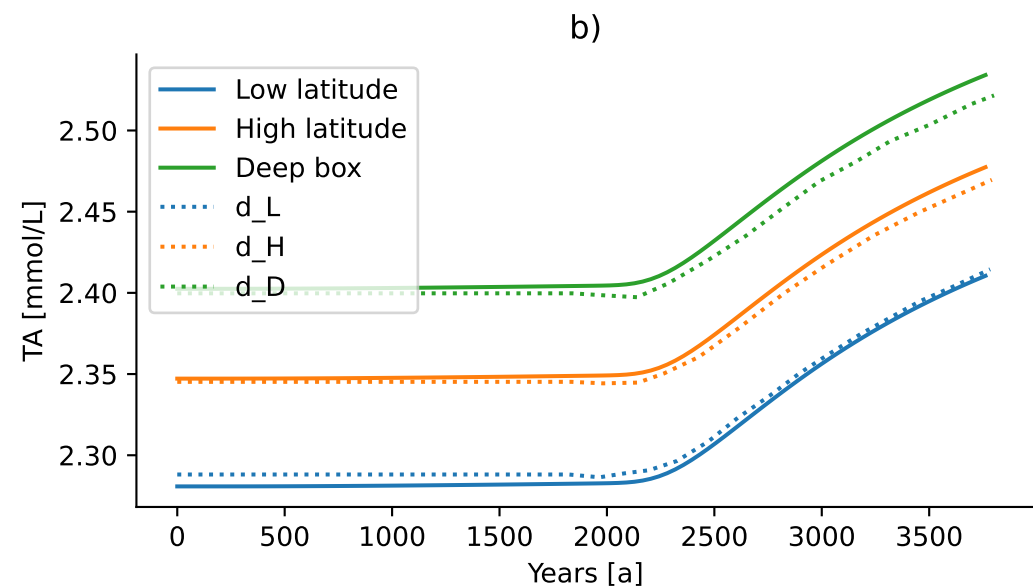 b)
TA [mmol/L]
2.50
2.45
2.40
2.35
2.30
Low latitude
High latitude
Deep box
d_L
d_H
d_D
0 500 1000 1500 2000 2500 3000 3500
Years [a]